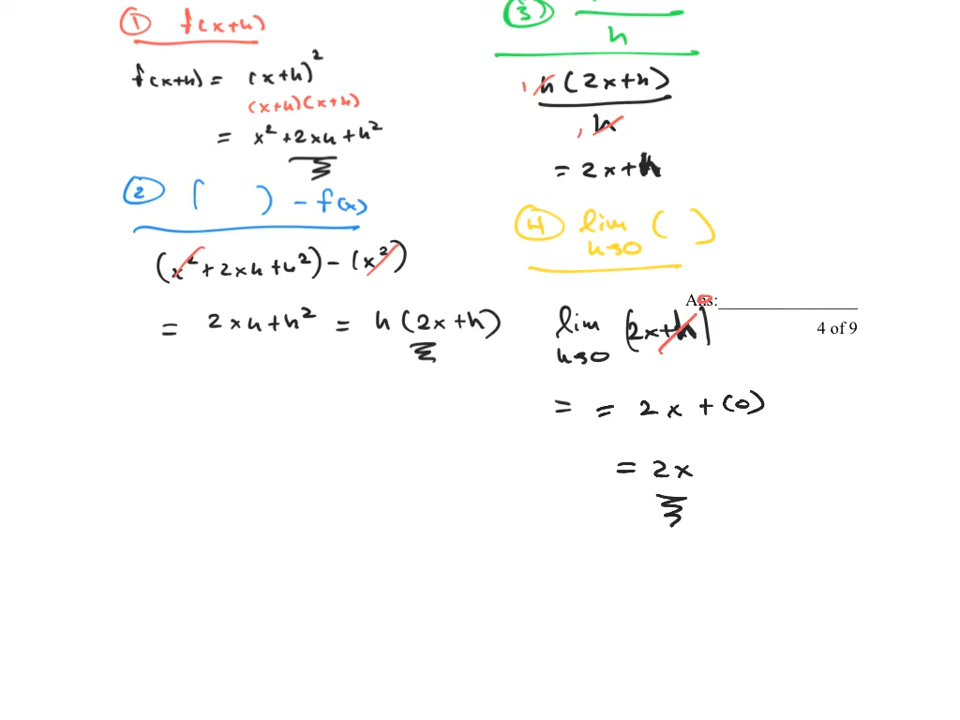 ① f(x+h)
f(x+h) = (x+h)²
(x+h)(x+h)
= x² + 2xh + h²
② ( ) - f(x)
(x² + 2xh + h²) - (x²)
= 2xh + h² = h(2x+h)
③
h
h(2x+h)
h
= 2x+h
④ lim ( )
h→0
Ans:
4 of 9
lim (2x+h) 0
h→0
= = 2x + (0)
= 2x